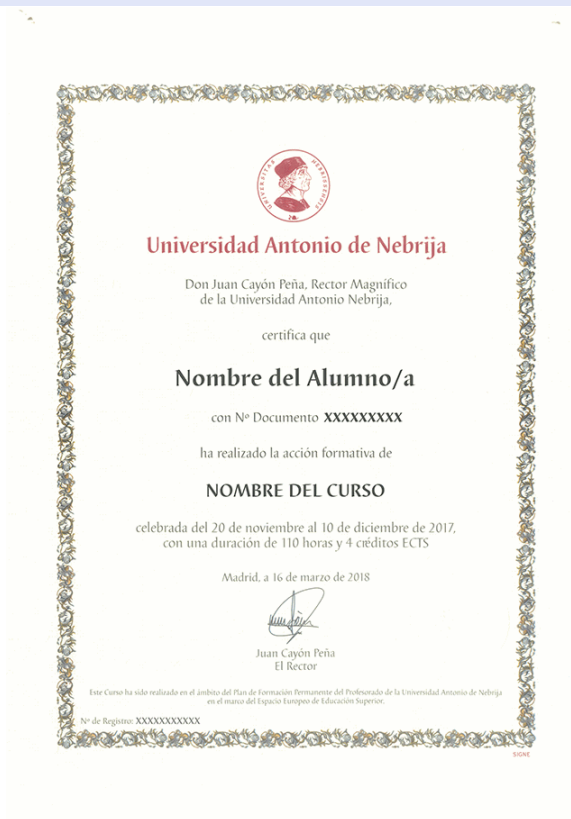 UNIVERSITAS NEBRISSENSIS
Universidad Antonio de Nebrija
Don Juan Cayón Peña, Rector Magnífico
de la Universidad Antonio Nebrija,
certifica que
Nombre del Alumno/a
con Nº Documento XXXXXXXXX
ha realizado la acción formativa de
NOMBRE DEL CURSO
celebrada del 20 de noviembre al 10 de diciembre de 2017,
con una duración de 110 horas y 4 créditos ECTS
Madrid, a 16 de marzo de 2018
Juan Cayón Peña
El Rector
Este Curso ha sido realizado en el ámbito del Plan de Formación Permanente del Profesorado de la Universidad Antonio de Nebrija
en el marco del Espacio Europeo de Educación Superior.
Nº de Registro: XXXXXXXXXXX
SIGNE